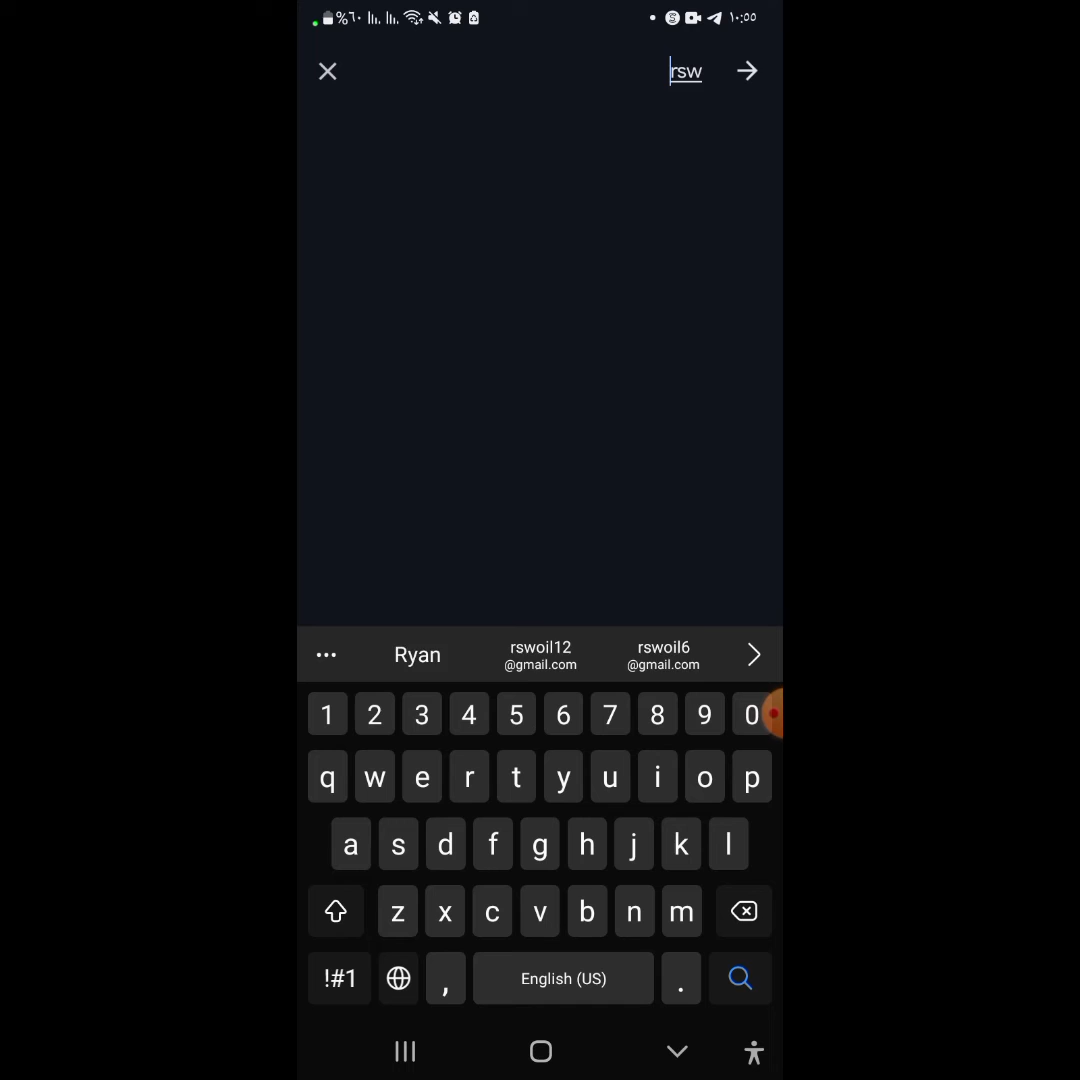 %٦٠ ١٠:٥٥
rsw
Ryan rswoil12 rswoil6
@gmail.com @gmail.com
1 2 3 4 5 6 7 8 9 0
q w e r t y u i o p
a s d f g h j k l
z x c v b n m
!#1 , English (US) .